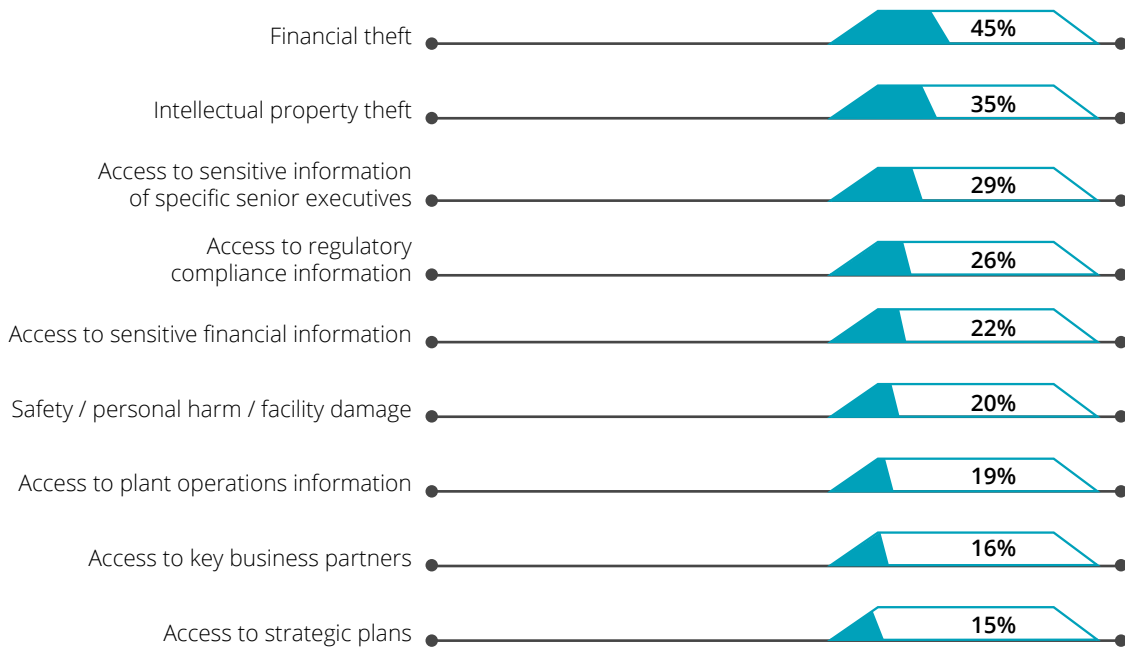 Financial theft 45%
Intellectual property theft 35%
Access to sensitive information
of specific senior executives 29%
Access to regulatory
compliance information 26%
Access to sensitive financial information 22%
Safety / personal harm / facility damage 20%
Access to plant operations information 19%
Access to key business partners 16%
Access to strategic plans 15%